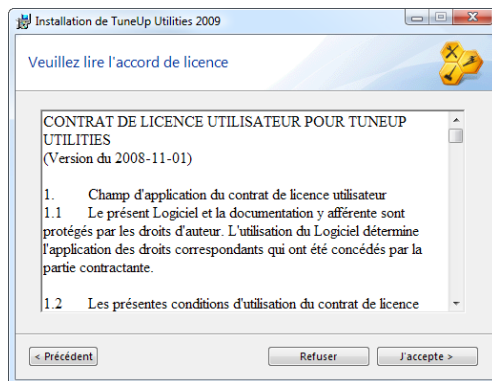 Installation de TuneUp Utilities 2009
Veuillez lire l'accord de licence
CONTRAT DE LICENCE UTILISATEUR POUR TUNEUP
UTILITIES
(Version du 2008-11-01)
1. Champ d'application du contrat de licence utilisateur
1.1 Le présent Logiciel et la documentation y afférente sont
protégés par les droits d'auteur. L'utilisation du Logiciel détermine
l'application des droits correspondants qui ont été concédés par la
partie contractante.
1.2 Les présentes conditions d'utilisation du contrat de licence
< Précédent
Refuser
J'accepte >